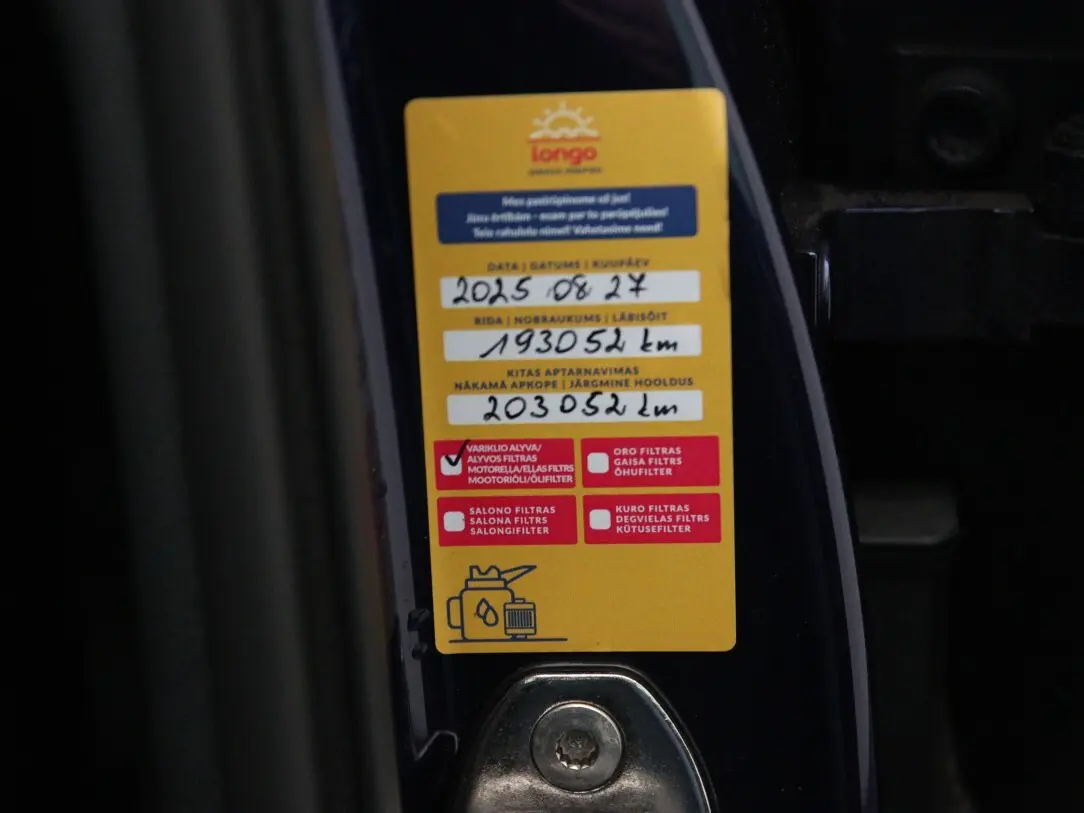 longo
Mes pasirūpinome už jus!
Jūsu ērtībām - esam par to parūpējušies!
Teie rahulolu nimel! Vahetasime need!
DATA | DATUMS | KUUPÄEV
2025 08 27
RIDA | NOBRAUKUMS | LÄBISÕIT
193052 km
KITAS APTARNAVIMAS
NĀKAMĀ APKOPE | JÄRGMINE HOOLDUS
203052 km
VARIKLIO ALYVA/
ALYVOS FILTRAS
MOTOREĻĻA/EĻĻAS FILTRS
MOOTORIÕLI/ÕLIFILTER
ORO FILTRAS
GAISA FILTRS
ÕHUFILTER
SALONO FILTRAS
SALONA FILTRS
SALONGIFILTER
KURO FILTRAS
DEGVIELAS FILTRS
KÜTUSEFILTER